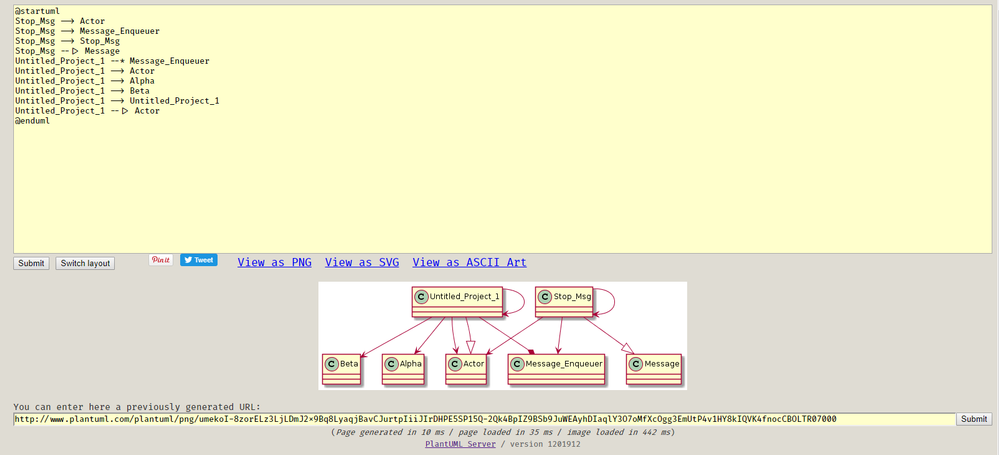 @startuml
Stop_Msg --> Actor
Stop_Msg --> Message_Enqueuer
Stop_Msg --> Stop_Msg
Stop_Msg --|> Message
Untitled_Project_1 --* Message_Enqueuer
Untitled_Project_1 --> Actor
Untitled_Project_1 --> Alpha
Untitled_Project_1 --> Beta
Untitled_Project_1 --> Untitled_Project_1
Untitled_Project_1 --|> Actor
@enduml
Submit Switch layout Pin it Tweet View as PNG View as SVG View as ASCII Art
C Untitled_Project_1 C Stop_Msg
C Beta C Alpha C Actor C Message_Enqueuer C Message
You can enter here a previously generated URL:
http://www.plantuml.com/plantuml/png/umekoI-8zorELz3LjLDmJ2x9Bq8LyaqjBavCJurtpIiiJIrDHPE5SP15Q-2Qk4BpIZ9BSb9JuWEAyhDIaqlY3O7oMfXcOgg3EmUtP4v1HY8kIQVK4fnocCBOLTR07000 Submit
(Page generated in 10 ms / page loaded in 35 ms / image loaded in 442 ms)
PlantUML Server / version 1201912